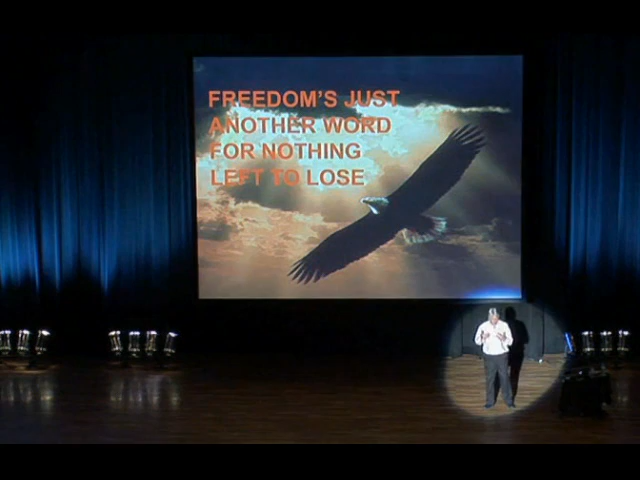 FREEDOM'S JUST
ANOTHER WORD
FOR NOTHING
LEFT TO LOSE